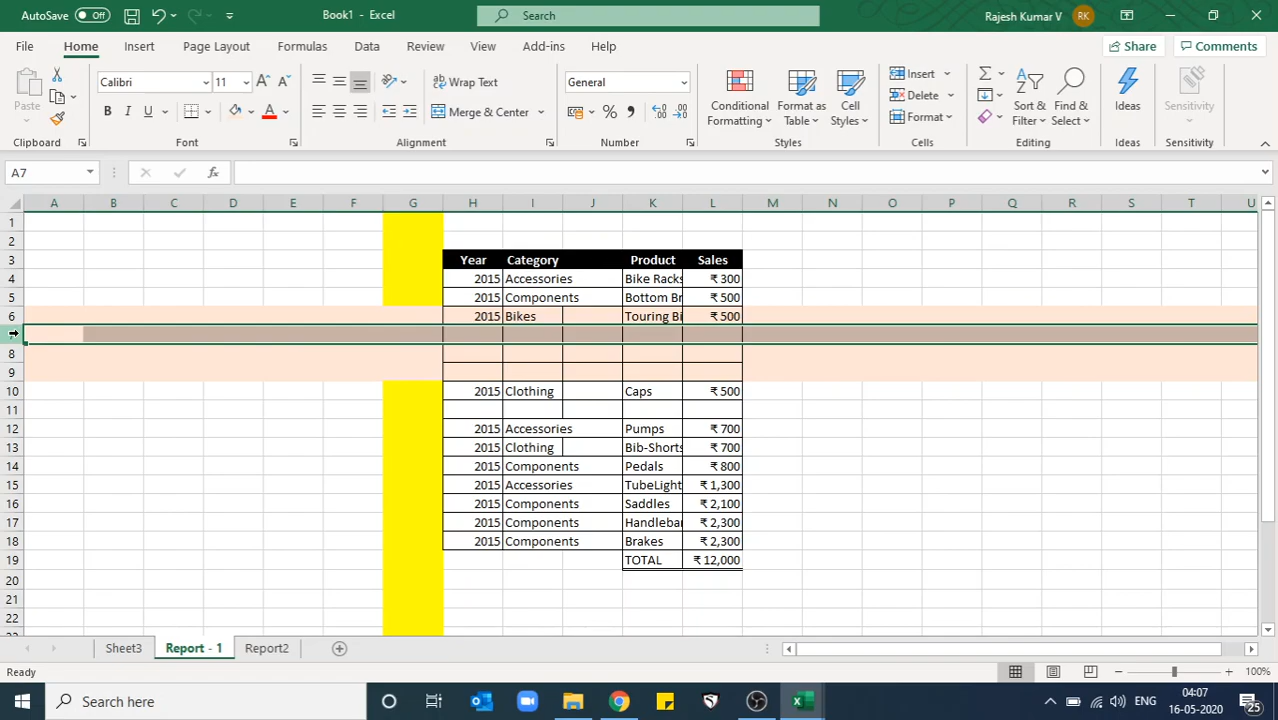 AutoSave Off Book1 - Excel Search Rajesh Kumar V RK
File Home Insert Page Layout Formulas Data Review View Add-ins Help Share Comments
Paste Calibri 11 Wrap Text General Conditional Formatting Format as Table Cell Styles Insert Sort & Filter Find & Select Ideas Sensitivity
B I U A Merge & Center % Delete
Format
Clipboard Font Alignment Number Styles Cells Editing Ideas Sensitivity
A7 fx
A B C D E F G H I J K L M N O P Q R S T U
1
2
3 Year Category Product Sales
4 2015 Accessories Bike Racks ₹ 300
5 2015 Components Bottom Br ₹ 500
6 2015 Bikes Touring Bi ₹ 500
8
9
10 2015 Clothing Caps ₹ 500
11
12 2015 Accessories Pumps ₹ 700
13 2015 Clothing Bib-Shorts ₹ 700
14 2015 Components Pedals ₹ 800
15 2015 Accessories TubeLight ₹ 1,300
16 2015 Components Saddles ₹ 2,100
17 2015 Components Handlebar ₹ 2,300
18 2015 Components Brakes ₹ 2,300
19 TOTAL ₹ 12,000
20
21
22
Sheet3 Report - 1 Report2
Ready 100%
Search here ENG 04:07
16-05-2020 25